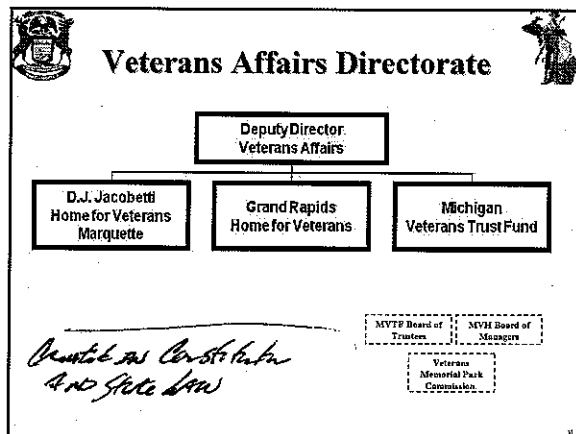 Veterans Affairs Directorate
Deputy Director
Veterans Affairs
D.J. Jacobetti
Home for Veterans
Marquette
Grand Rapids
Home for Veterans
Michigan
Veterans Trust Fund
MVTF Board of
Trustees
MVH Board of
Managers
Veterans
Memorial Park
Commission
in Constitution
AND State LAW